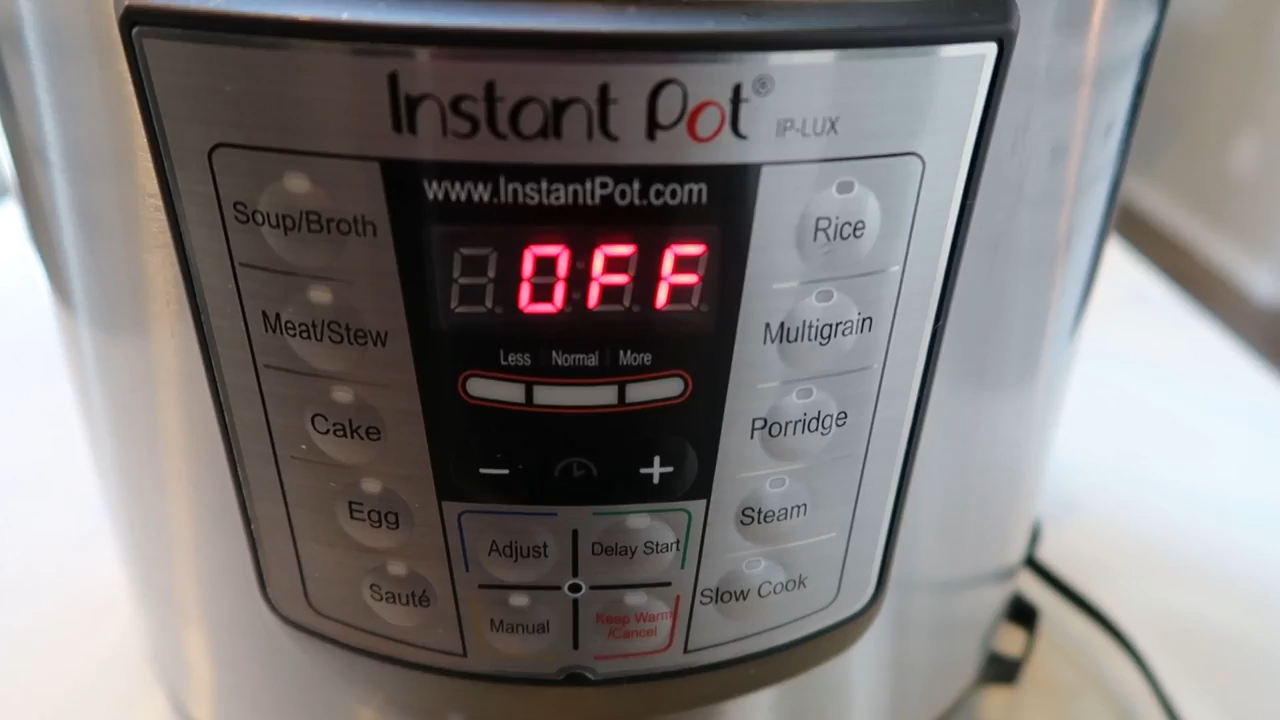 Instant Pot®
IP-LUX
www.InstantPot.com
OFF
Less Normal More
− +
Soup/Broth
Meat/Stew
Cake
Egg
Sauté
Rice
Multigrain
Porridge
Steam
Slow Cook
Adjust
Delay Start
Manual
Keep Warm
/Cancel